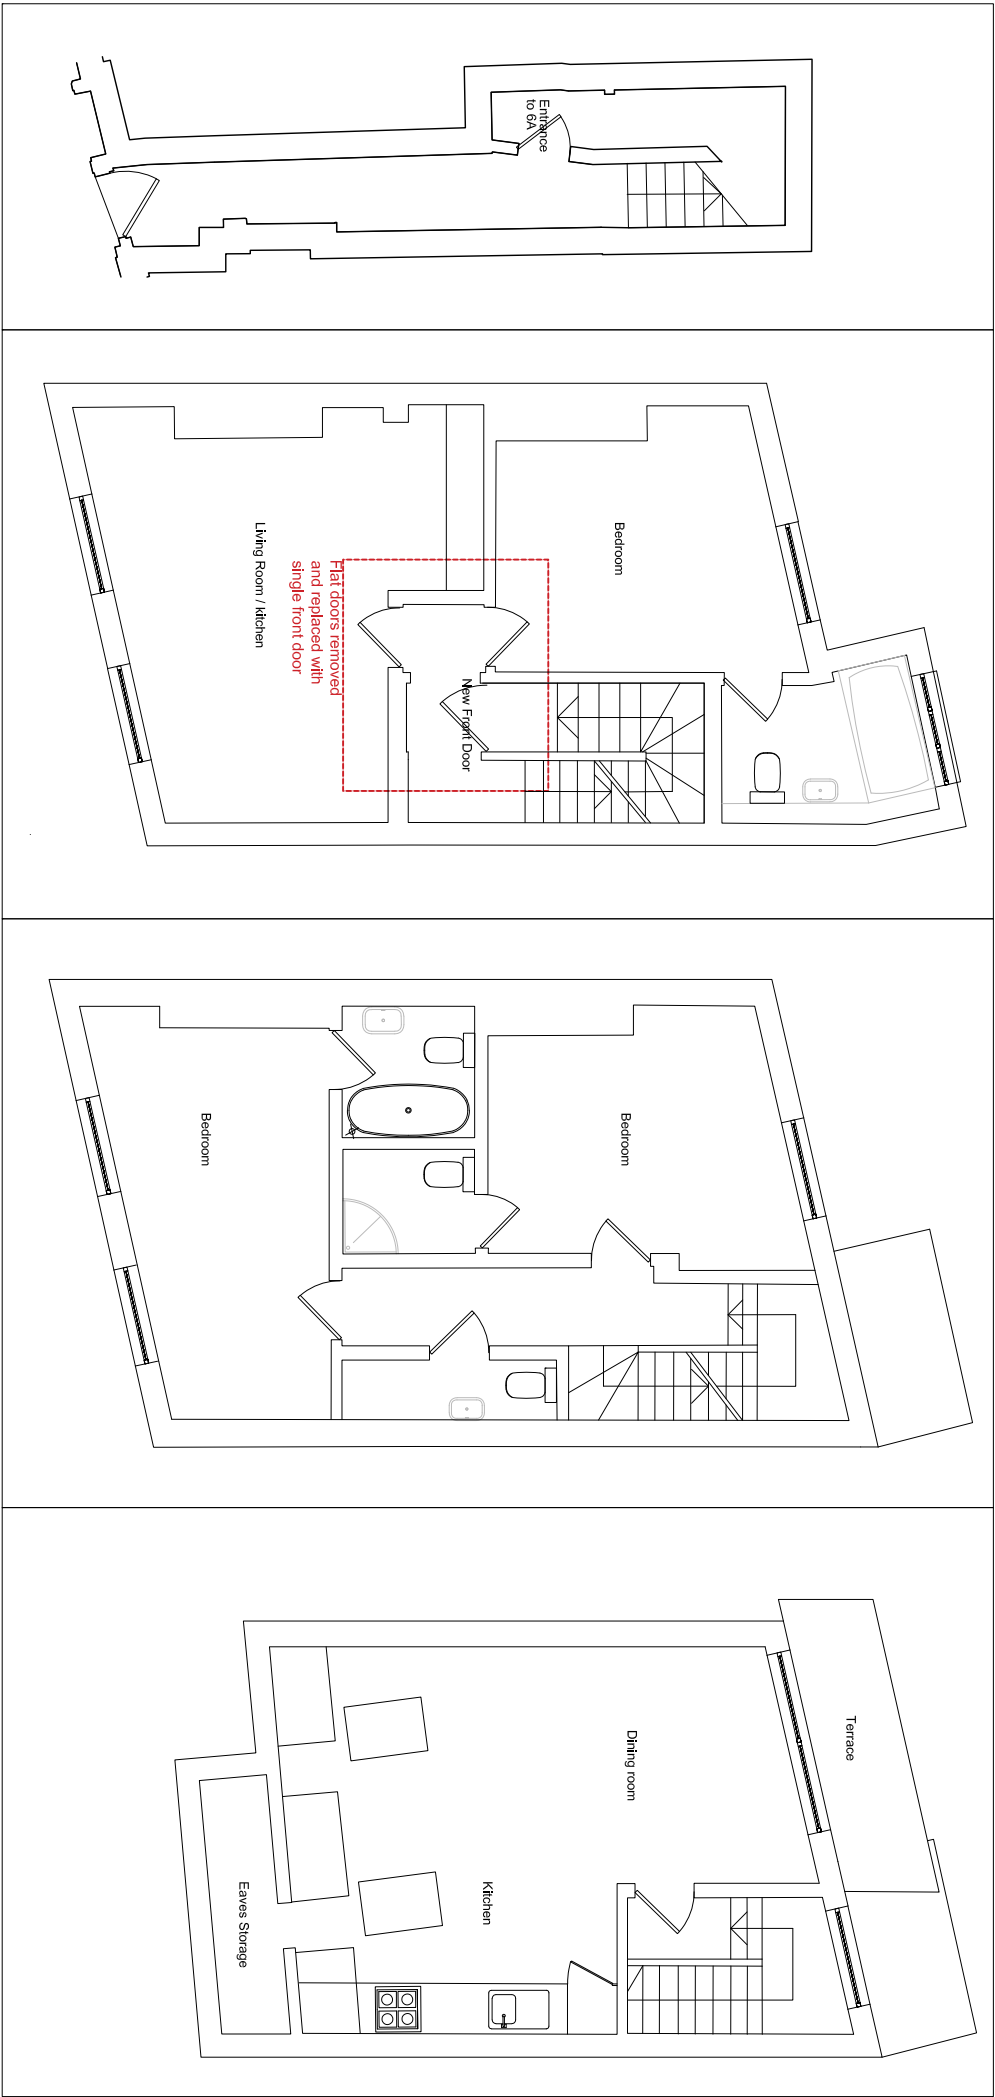 Entrance
to 6A
Bedroom
Living Room / kitchen
Flat doors removed
and replaced with
single front door
New Front Door
Bedroom
Bedroom
Terrace
Dining room
Kitchen
Eaves Storage